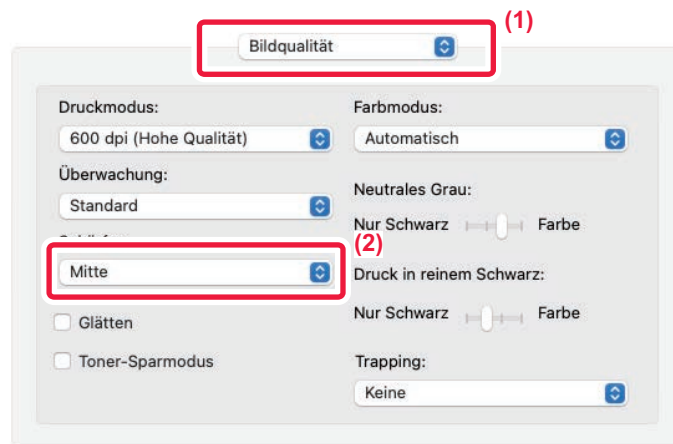 (1)
Bildqualität
Druckmodus:
600 dpi (Hohe Qualität)
Überwachung:
Standard
(2)
Mitte
Glätten
Toner-Sparmodus
Farbmodus:
Automatisch
Neutrales Grau:
Nur Schwarz Farbe
Druck in reinem Schwarz:
Nur Schwarz Farbe
Trapping:
Keine